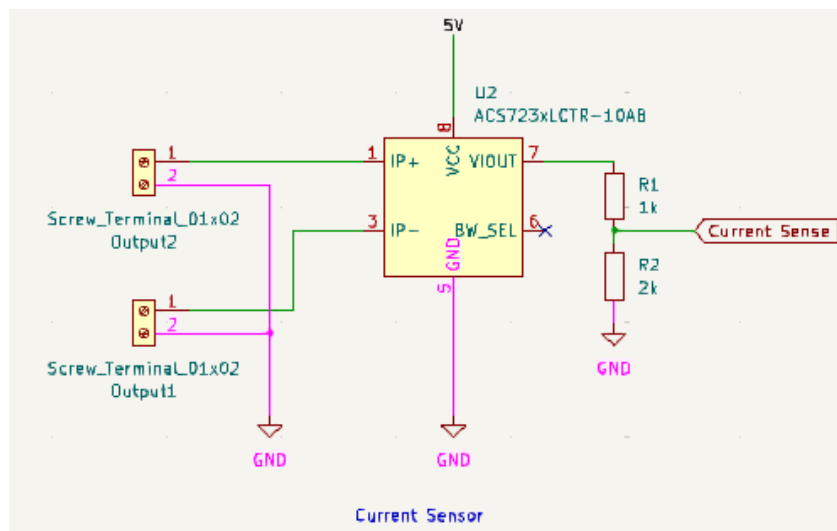 5V
U2
ACS723xLCTR-10AB
8
VCC
1
IP+
VIOUT
7
3
IP-
BW_SEL
6
GND
5
1
2
Screw_Terminal_01x02
Output2
1
2
Screw_Terminal_01x02
Output1
R1
1k
Current Sense
R2
2k
GND
GND
GND
Current Sensor